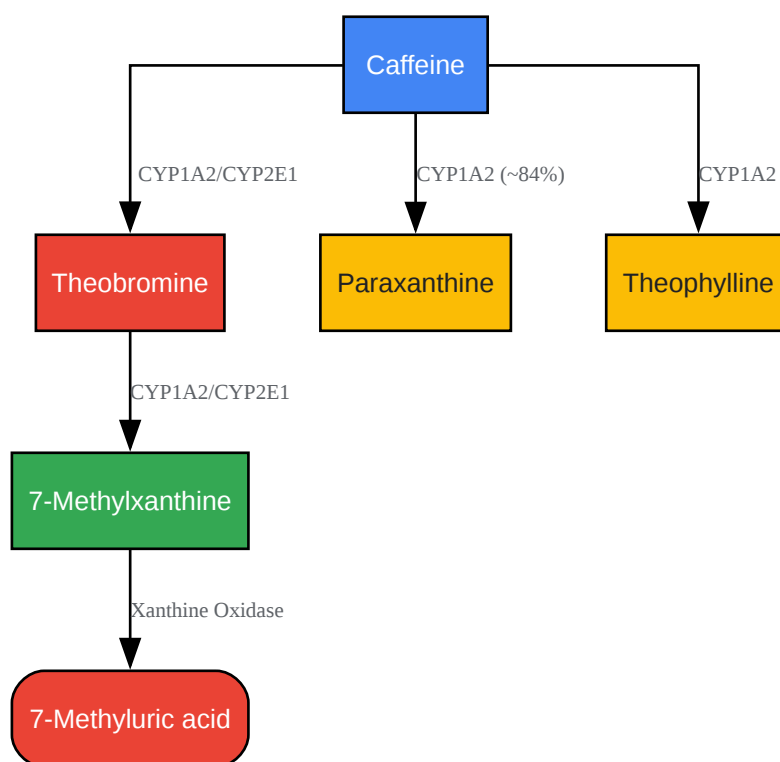 Caffeine
CYP1A2/CYP2E1
CYP1A2 (~84%)
CYP1A2
Theobromine
Paraxanthine
Theophylline
CYP1A2/CYP2E1
7-Methylxanthine
Xanthine Oxidase
7-Methyluric acid